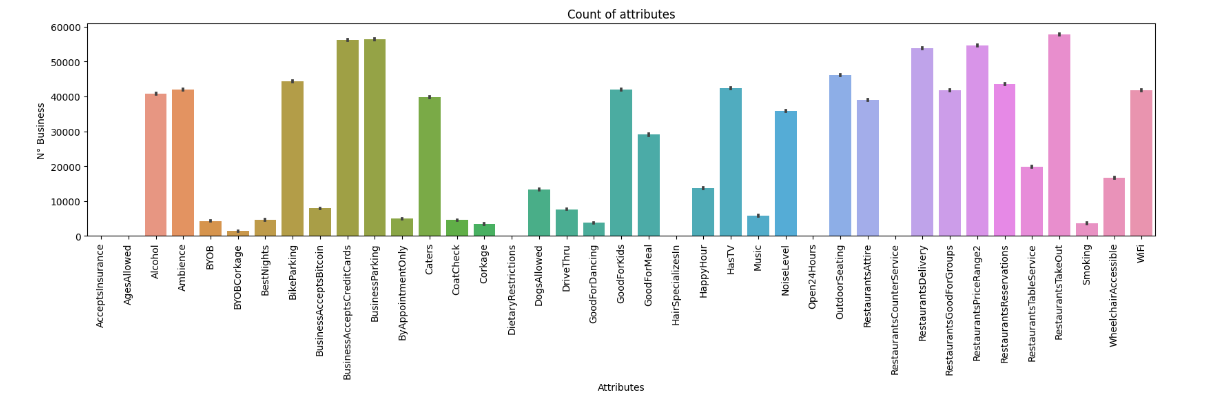 Count of attributes
N° Business
60000
50000
40000
30000
20000
10000
0
AcceptsInsurance
AgesAllowed
Alcohol
Ambience
BYOB
BYOBCorkage
BestNights
BikeParking
BusinessAcceptsBitcoin
BusinessAcceptsCreditCards
BusinessParking
ByAppointmentOnly
Caters
CoatCheck
Corkage
DietaryRestrictions
DogsAllowed
DriveThru
GoodForDancing
GoodForKids
GoodForMeal
HairSpecializesIn
HappyHour
HasTV
Music
NoiseLevel
Open24Hours
OutdoorSeating
RestaurantsAttire
RestaurantsCounterService
RestaurantsDelivery
RestaurantsGoodForGroups
RestaurantsPriceRange2
RestaurantsReservations
RestaurantsTableService
RestaurantsTakeOut
Smoking
WheelchairAccessible
WiFi
Attributes